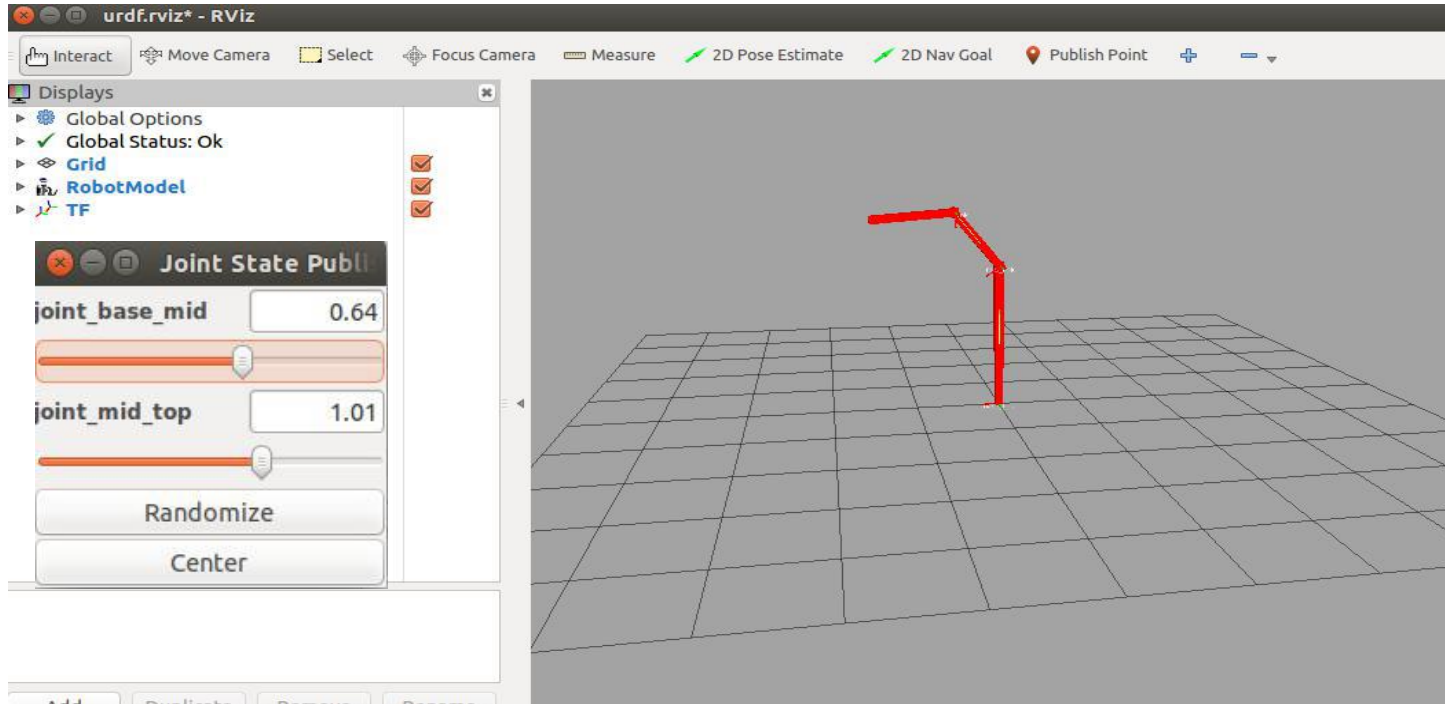 urdf.rviz* - RViz
Interact Move Camera Select Focus Camera Measure 2D Pose Estimate 2D Nav Goal Publish Point
Displays
Global Options
Global Status: Ok
Grid
RobotModel
TF
Joint State Publi
joint_base_mid 0.64
joint_mid_top 1.01
Randomize
Center